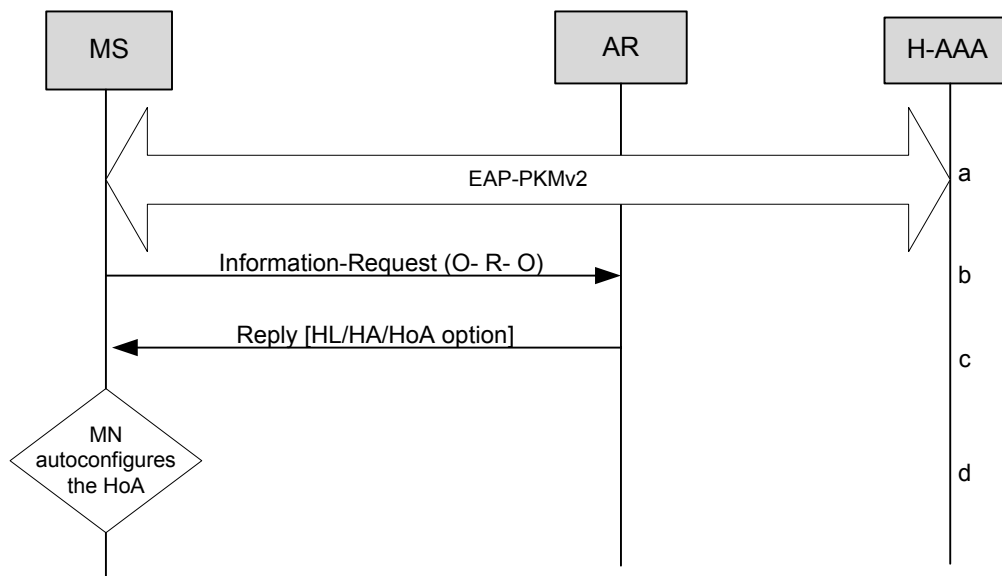 MS
AR
H-AAA
EAP-PKMv2
a
Information-Request (O- R- O)
b
Reply [HL/HA/HoA option]
c
MN
autoconfigures
the HoA
d